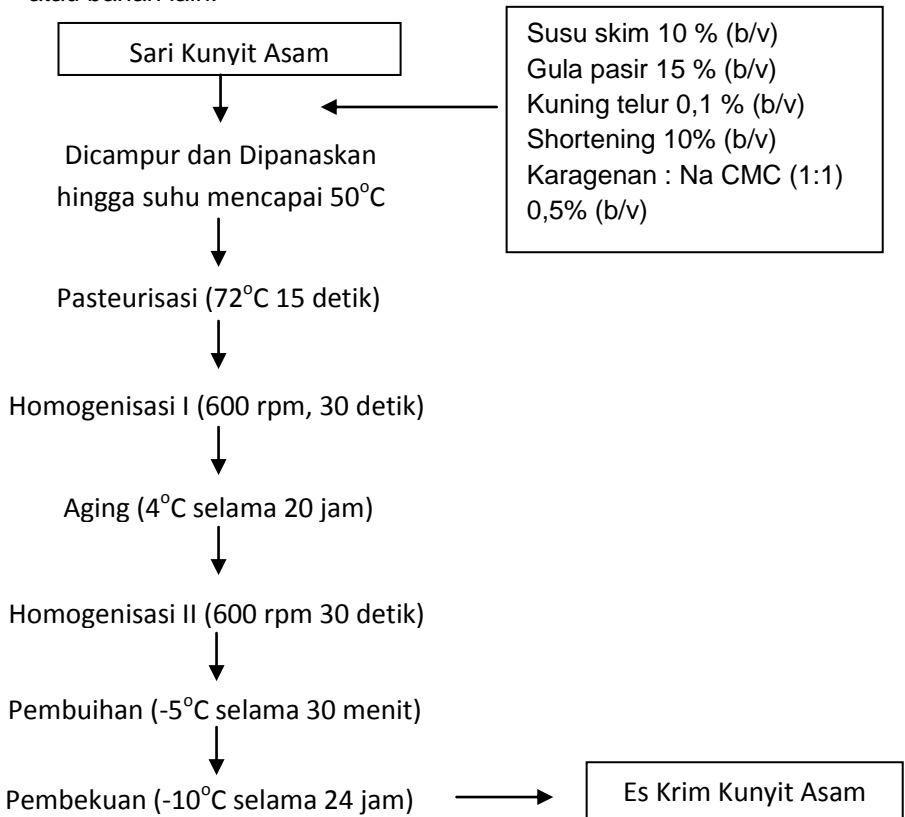 Sari Kunyit Asam
Susu skim 10 % (b/v)
Gula pasir 15 % (b/v)
Kuning telur 0,1 % (b/v)
Shortening 10% (b/v)
Karagenan : Na CMC (1:1)
0,5% (b/v)
Dicampur dan Dipanaskan
hingga suhu mencapai 50°C
Pasteurisasi (72°C 15 detik)
Homogenisasi I (600 rpm, 30 detik)
Aging (4°C selama 20 jam)
Homogenisasi II (600 rpm 30 detik)
Pembuihan (-5°C selama 30 menit)
Pembekuan (-10°C selama 24 jam)
Es Krim Kunyit Asam